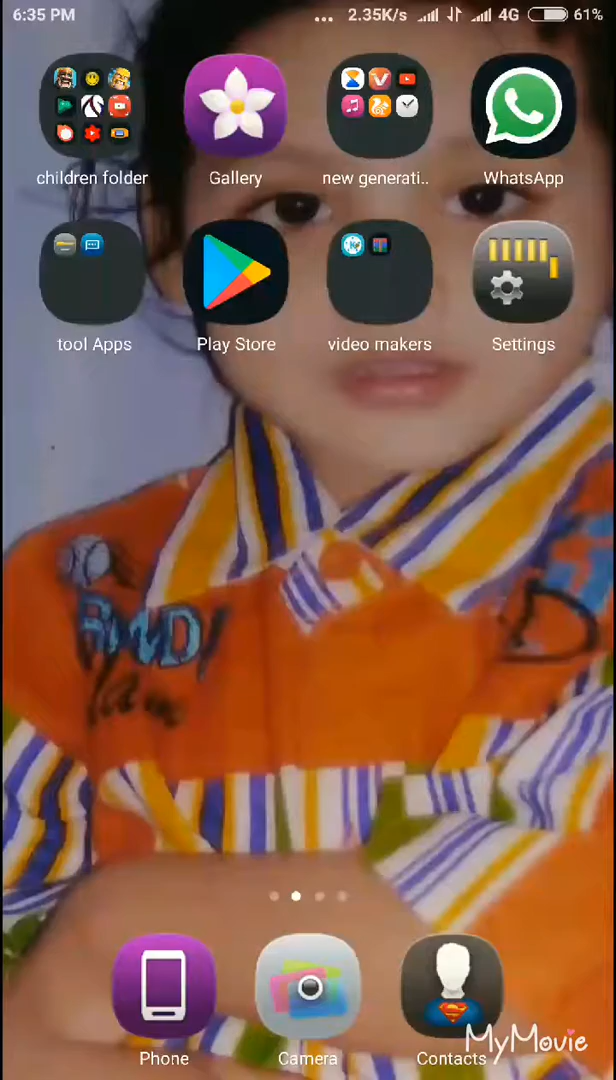 6:35 PM ... 2.35K/s 4G 61%
children folder Gallery new generati.. WhatsApp
tool Apps Play Store video makers Settings
Phone Camera Contacts
MyMovie